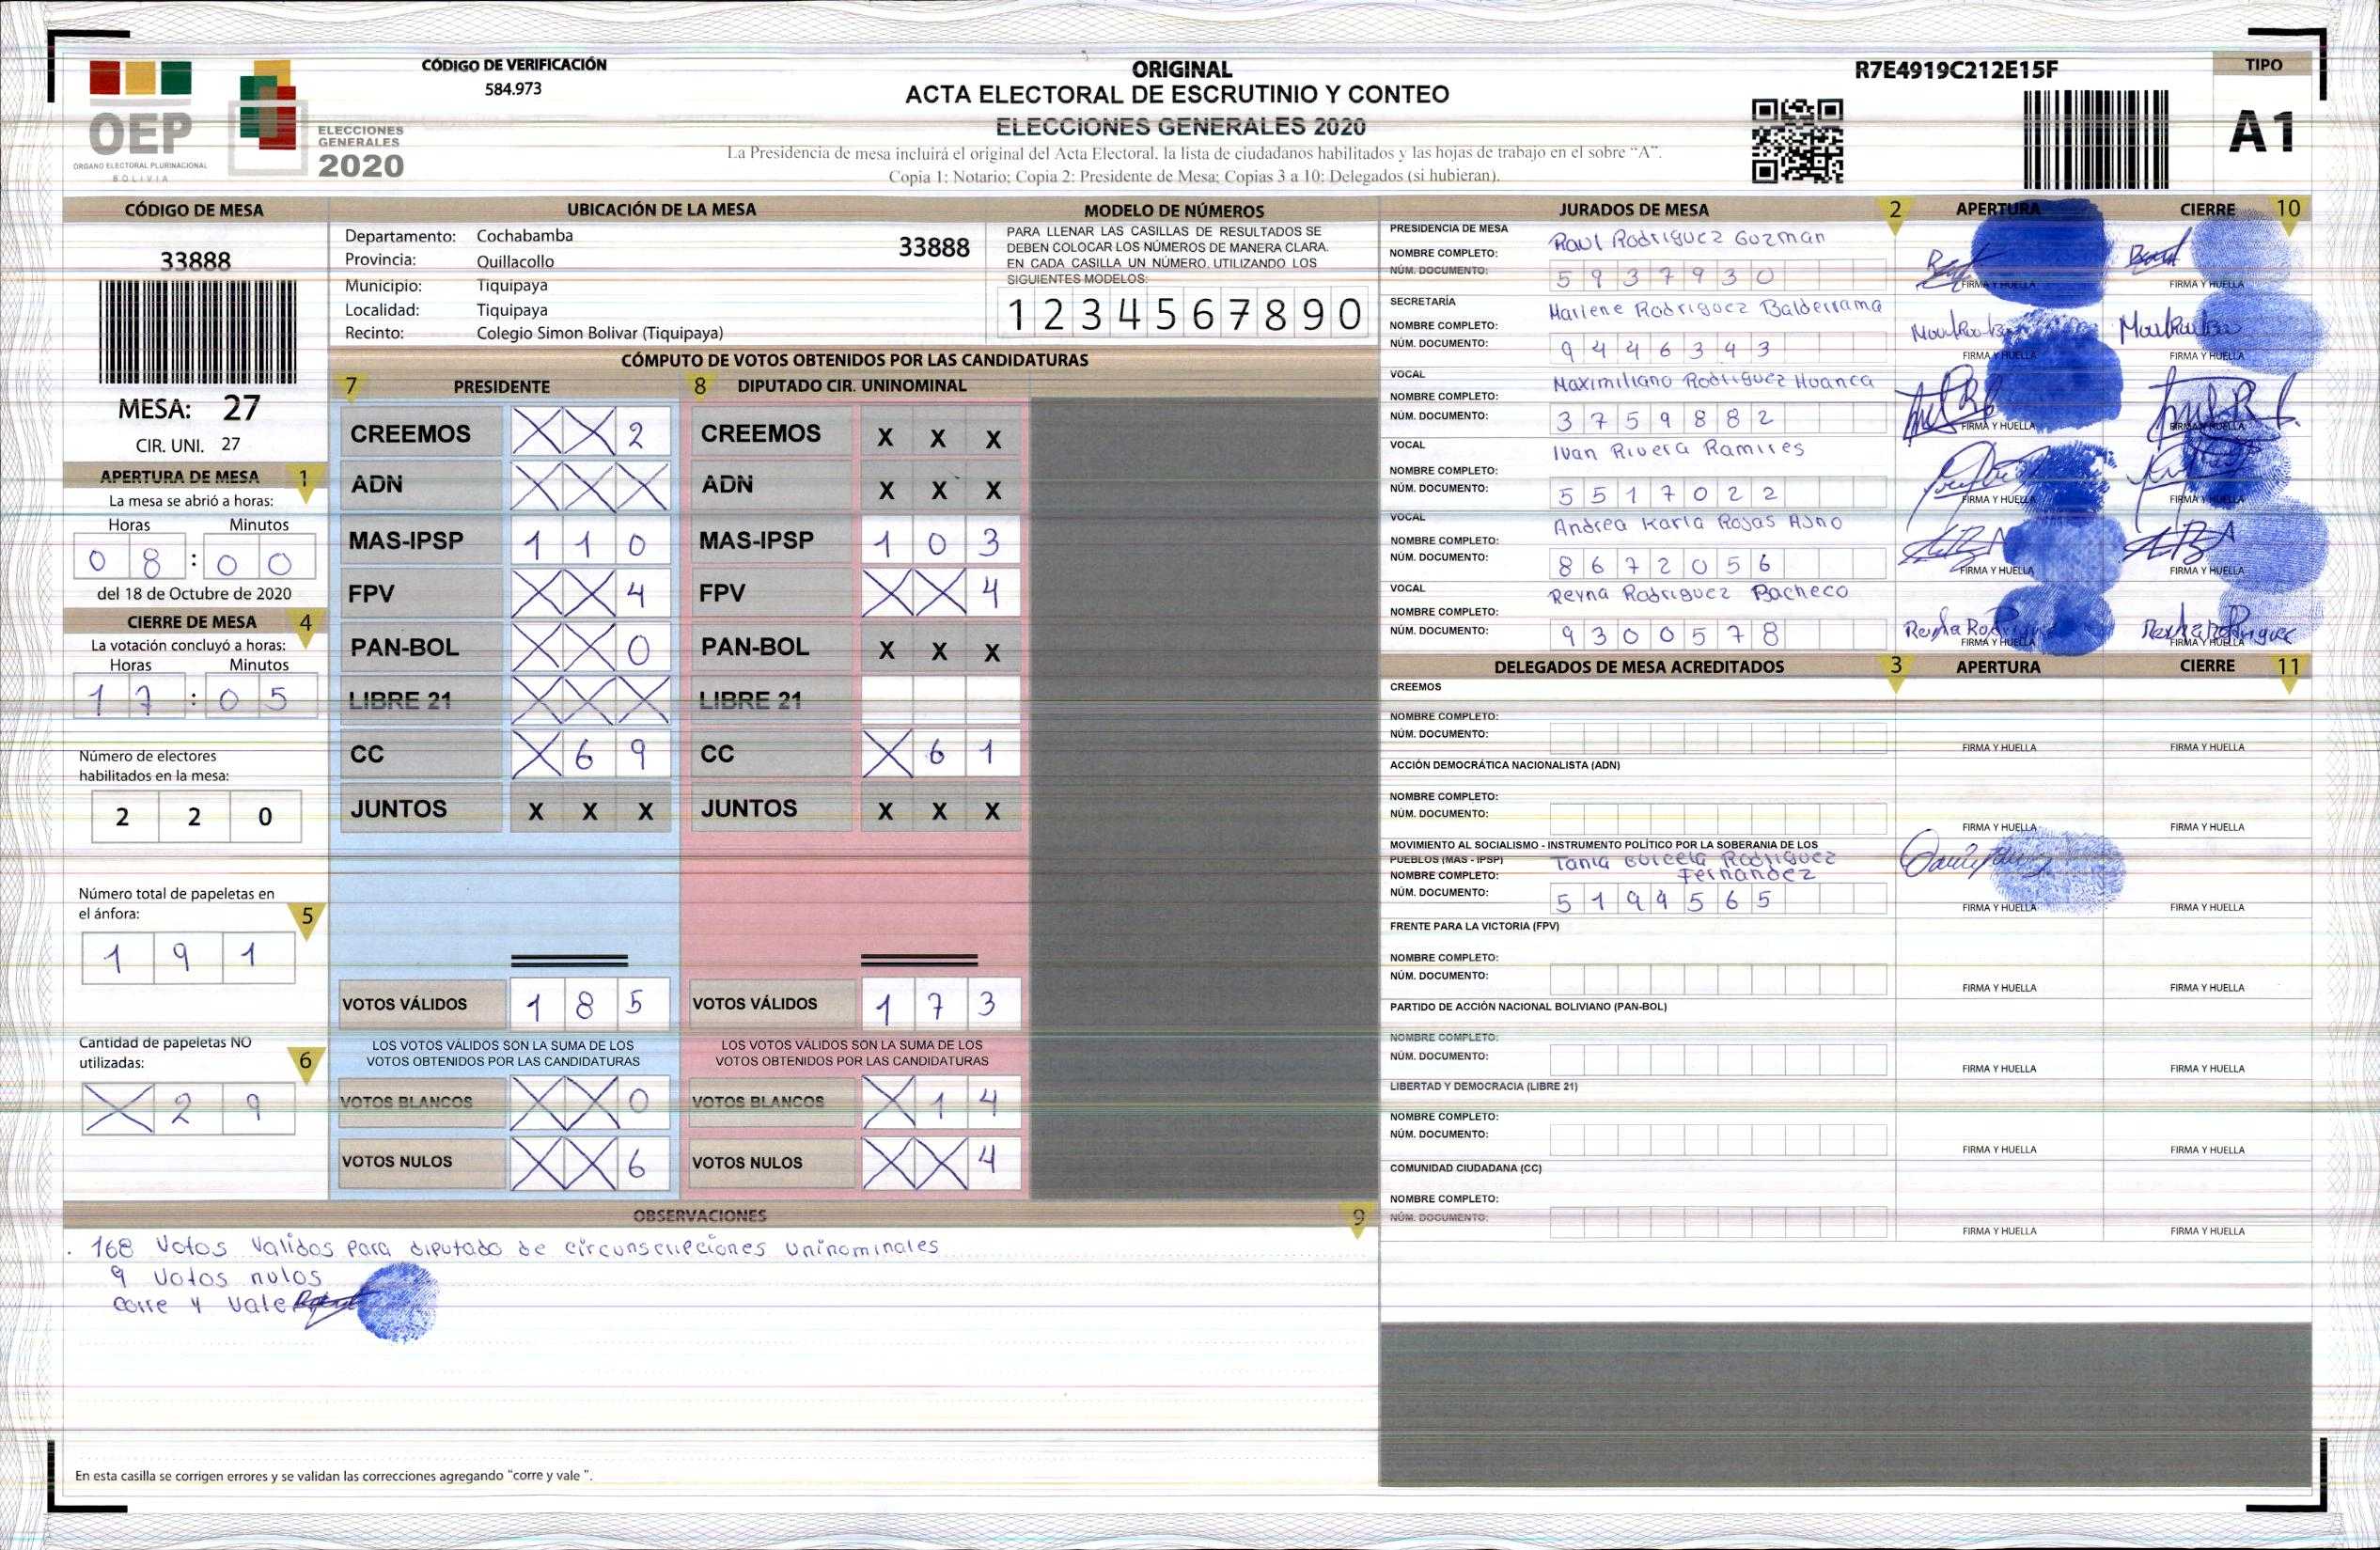 CÓDIGO DE VERIFICACIÓN
584.973
ORIGINAL
ACTA ELECTORAL DE ESCRUTINIO Y CONTEO
ELECCIONES GENERALES 2020
La Presidencia de mesa incluirá el original del Acta Electoral, la lista de ciudadanos habilitados y las hojas de trabajo en el sobre "A".
Copia 1: Notario; Copia 2: Presidente de Mesa; Copias 3 a 10: Delegados (si hubieran).
R7E4919C212E15F
TIPO
A1
OEP
ÓRGANO ELECTORAL PLURINACIONAL
BOLIVIA
ELECCIONES
GENERALES
2020
CÓDIGO DE MESA
33888
MESA: 27
CIR. UNI. 27
APERTURA DE MESA 1
La mesa se abrió a horas:
Horas Minutos
0 8 : 0 0
del 18 de Octubre de 2020
CIERRE DE MESA 4
La votación concluyó a horas:
Horas Minutos
1 7 : 0 5
Número de electores
habilitados en la mesa:
2 2 0
Número total de papeletas en
el ánfora: 5
1 9 1
Cantidad de papeletas NO
utilizadas: 6
X 2 9
UBICACIÓN DE LA MESA
Departamento: Cochabamba 33888
Provincia: Quillacollo
Municipio: Tiquipaya
Localidad: Tiquipaya
Recinto: Colegio Simon Bolivar (Tiquipaya)
MODELO DE NÚMEROS
PARA LLENAR LAS CASILLAS DE RESULTADOS SE
DEBEN COLOCAR LOS NÚMEROS DE MANERA CLARA.
EN CADA CASILLA UN NÚMERO, UTILIZANDO LOS
SIGUIENTES MODELOS:
1 2 3 4 5 6 7 8 9 0
CÓMPUTO DE VOTOS OBTENIDOS POR LAS CANDIDATURAS
7 PRESIDENTE 8 DIPUTADO CIR. UNINOMINAL
CREEMOS X X 2 CREEMOS X X X
ADN X X X ADN X X X
MAS-IPSP 1 1 0 MAS-IPSP 1 0 3
FPV X X 4 FPV X X 4
PAN-BOL X X 0 PAN-BOL X X X
LIBRE 21 X X X LIBRE 21
CC X 6 9 CC X 6 1
JUNTOS X X X JUNTOS X X X
VOTOS VÁLIDOS 1 8 5 VOTOS VÁLIDOS 1 7 3
LOS VOTOS VÁLIDOS SON LA SUMA DE LOS LOS VOTOS VÁLIDOS SON LA SUMA DE LOS
VOTOS OBTENIDOS POR LAS CANDIDATURAS VOTOS OBTENIDOS POR LAS CANDIDATURAS
VOTOS BLANCOS X X 0 VOTOS BLANCOS X 1 4
VOTOS NULOS X X 6 VOTOS NULOS X X 4
OBSERVACIONES 9
. 168 Votos Validos para diputado de circunscripciones Uninominales
9 Votos nulos
corre y vale
En esta casilla se corrigen errores y se validan las correcciones agregando "corre y vale ".
JURADOS DE MESA 2 APERTURA CIERRE 10
PRESIDENCIA DE MESA
NOMBRE COMPLETO: Raul Rodriguez Guzman
NÚM. DOCUMENTO: 5 9 3 7 9 3 0
FIRMA Y HUELLA FIRMA Y HUELLA
SECRETARÍA
NOMBRE COMPLETO: Marlene Rodriguez Balderrama
NÚM. DOCUMENTO: 9 4 4 6 3 4 3
FIRMA Y HUELLA FIRMA Y HUELLA
VOCAL
NOMBRE COMPLETO: Maximiliano Rodriguez Huanca
NÚM. DOCUMENTO: 3 7 5 9 8 8 2
FIRMA Y HUELLA FIRMA Y HUELLA
VOCAL
NOMBRE COMPLETO: Ivan Rivera Ramires
NÚM. DOCUMENTO: 5 5 1 7 0 2 2
FIRMA Y HUELLA FIRMA Y HUELLA
VOCAL
NOMBRE COMPLETO: Andrea Karla Rojas
NÚM. DOCUMENTO: 8 6 7 2 0 5 6
FIRMA Y HUELLA FIRMA Y HUELLA
VOCAL
NOMBRE COMPLETO: Reyna Rodriguez Pacheco
NÚM. DOCUMENTO: 9 3 0 0 5 7 8
FIRMA Y HUELLA FIRMA Y HUELLA
DELEGADOS DE MESA ACREDITADOS 3 APERTURA CIERRE 11
CREEMOS
NOMBRE COMPLETO:
NÚM. DOCUMENTO:
FIRMA Y HUELLA FIRMA Y HUELLA
ACCIÓN DEMOCRÁTICA NACIONALISTA (ADN)
NOMBRE COMPLETO:
NÚM. DOCUMENTO:
FIRMA Y HUELLA FIRMA Y HUELLA
MOVIMIENTO AL SOCIALISMO - INSTRUMENTO POLÍTICO POR LA SOBERANIA DE LOS
PUEBLOS (MAS - IPSP) Tania Rodriguez
NOMBRE COMPLETO: Fernandez
NÚM. DOCUMENTO: 5 1 9 4 5 6 5
FIRMA Y HUELLA FIRMA Y HUELLA
FRENTE PARA LA VICTORIA (FPV)
NOMBRE COMPLETO:
NÚM. DOCUMENTO:
FIRMA Y HUELLA FIRMA Y HUELLA
PARTIDO DE ACCIÓN NACIONAL BOLIVIANO (PAN-BOL)
NOMBRE COMPLETO:
NÚM. DOCUMENTO:
FIRMA Y HUELLA FIRMA Y HUELLA
LIBERTAD Y DEMOCRACIA (LIBRE 21)
NOMBRE COMPLETO:
NÚM. DOCUMENTO:
FIRMA Y HUELLA FIRMA Y HUELLA
COMUNIDAD CIUDADANA (CC)
NOMBRE COMPLETO:
NÚM. DOCUMENTO:
FIRMA Y HUELLA FIRMA Y HUELLA